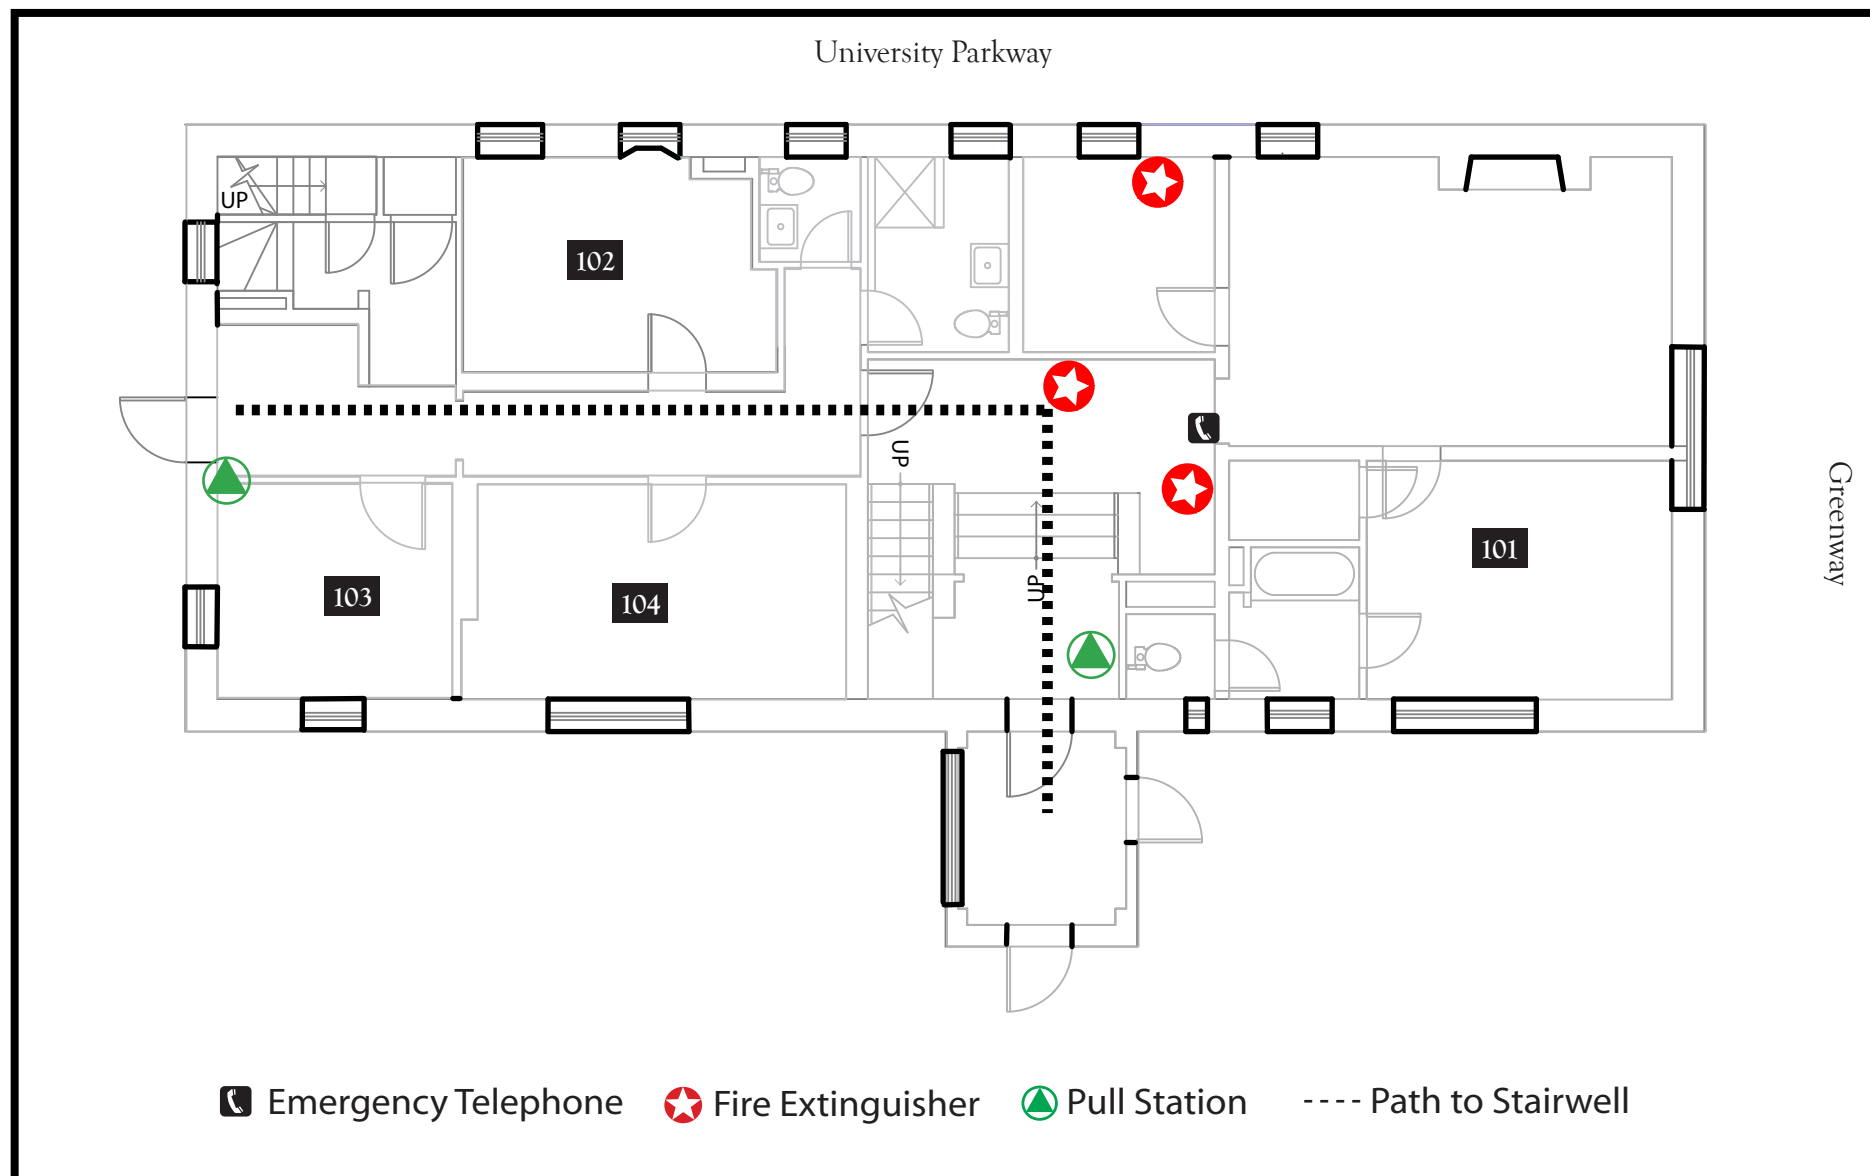 University Parkway
UP
102
UP
Greenway
101
UP
103
104
Emergency Telephone
Fire Extinguisher
Pull Station
---- Path to Stairwell